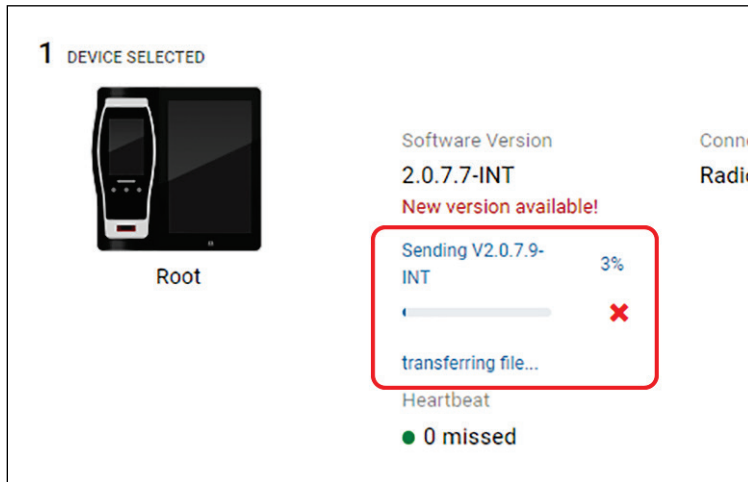 1 DEVICE SELECTED
Root
Software Version
2.0.7.7-INT
New version available!
Sending V2.0.7.9-
INT
3%
transferring file...
Heartbeat
0 missed